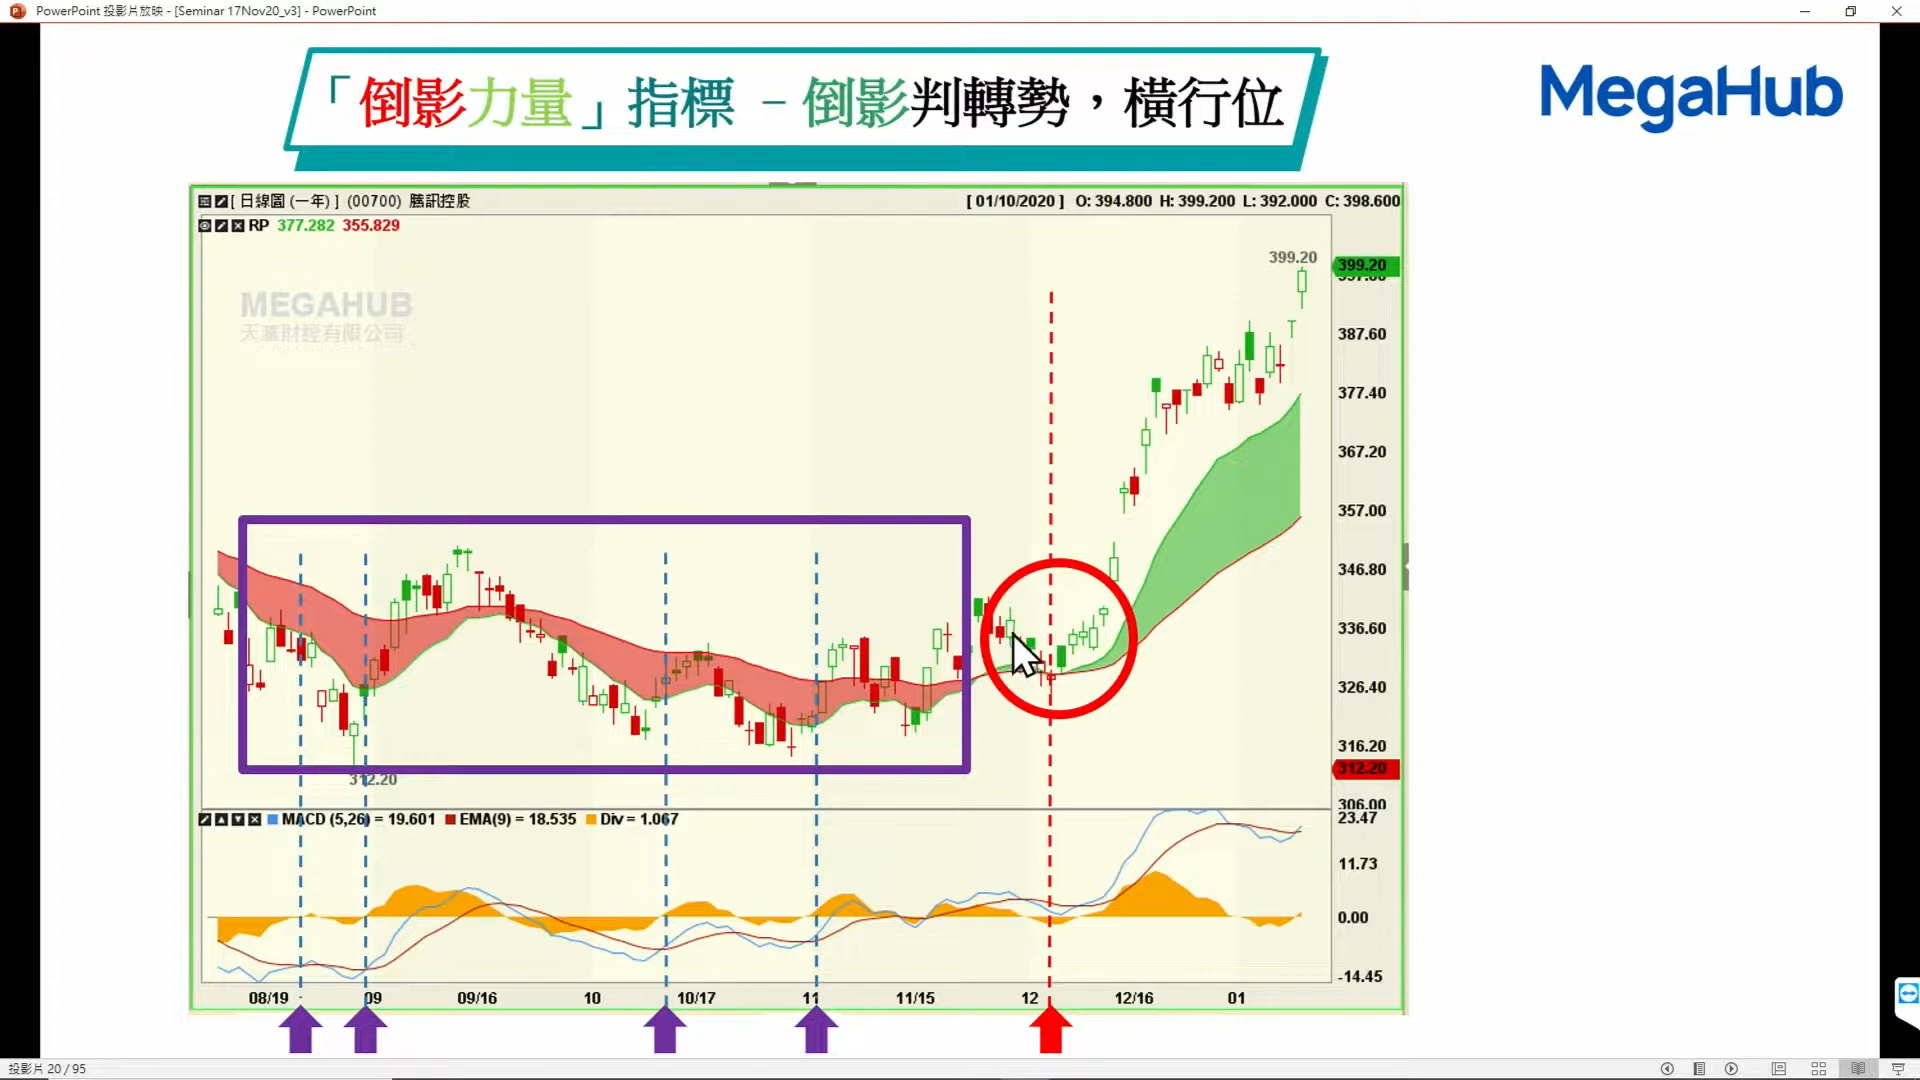 PowerPoint 投影片放映 - [Seminar 17Nov20_v3] - PowerPoint
「倒影力量」指標 – 倒影判轉勢，橫行位
MegaHub
[ 日線圖 (一年) ] (00700) 騰訊控股
[ 01/10/2020 ] O: 394.800 H: 399.200 L: 392.000 C: 398.600
RP 377.282 355.829
399.20
399.20
MEGAHUB
天滙財經有限公司
387.60
377.40
367.20
357.00
346.80
336.60
326.40
316.20
312.20
312.20
306.00
MACD (5,26) = 19.601 EMA(9) = 18.535 Div = 1.067
23.47
11.73
0.00
-14.45
08/19 09 09/16 10 10/17 11 11/15 12 12/16 01
投影片 20 / 95